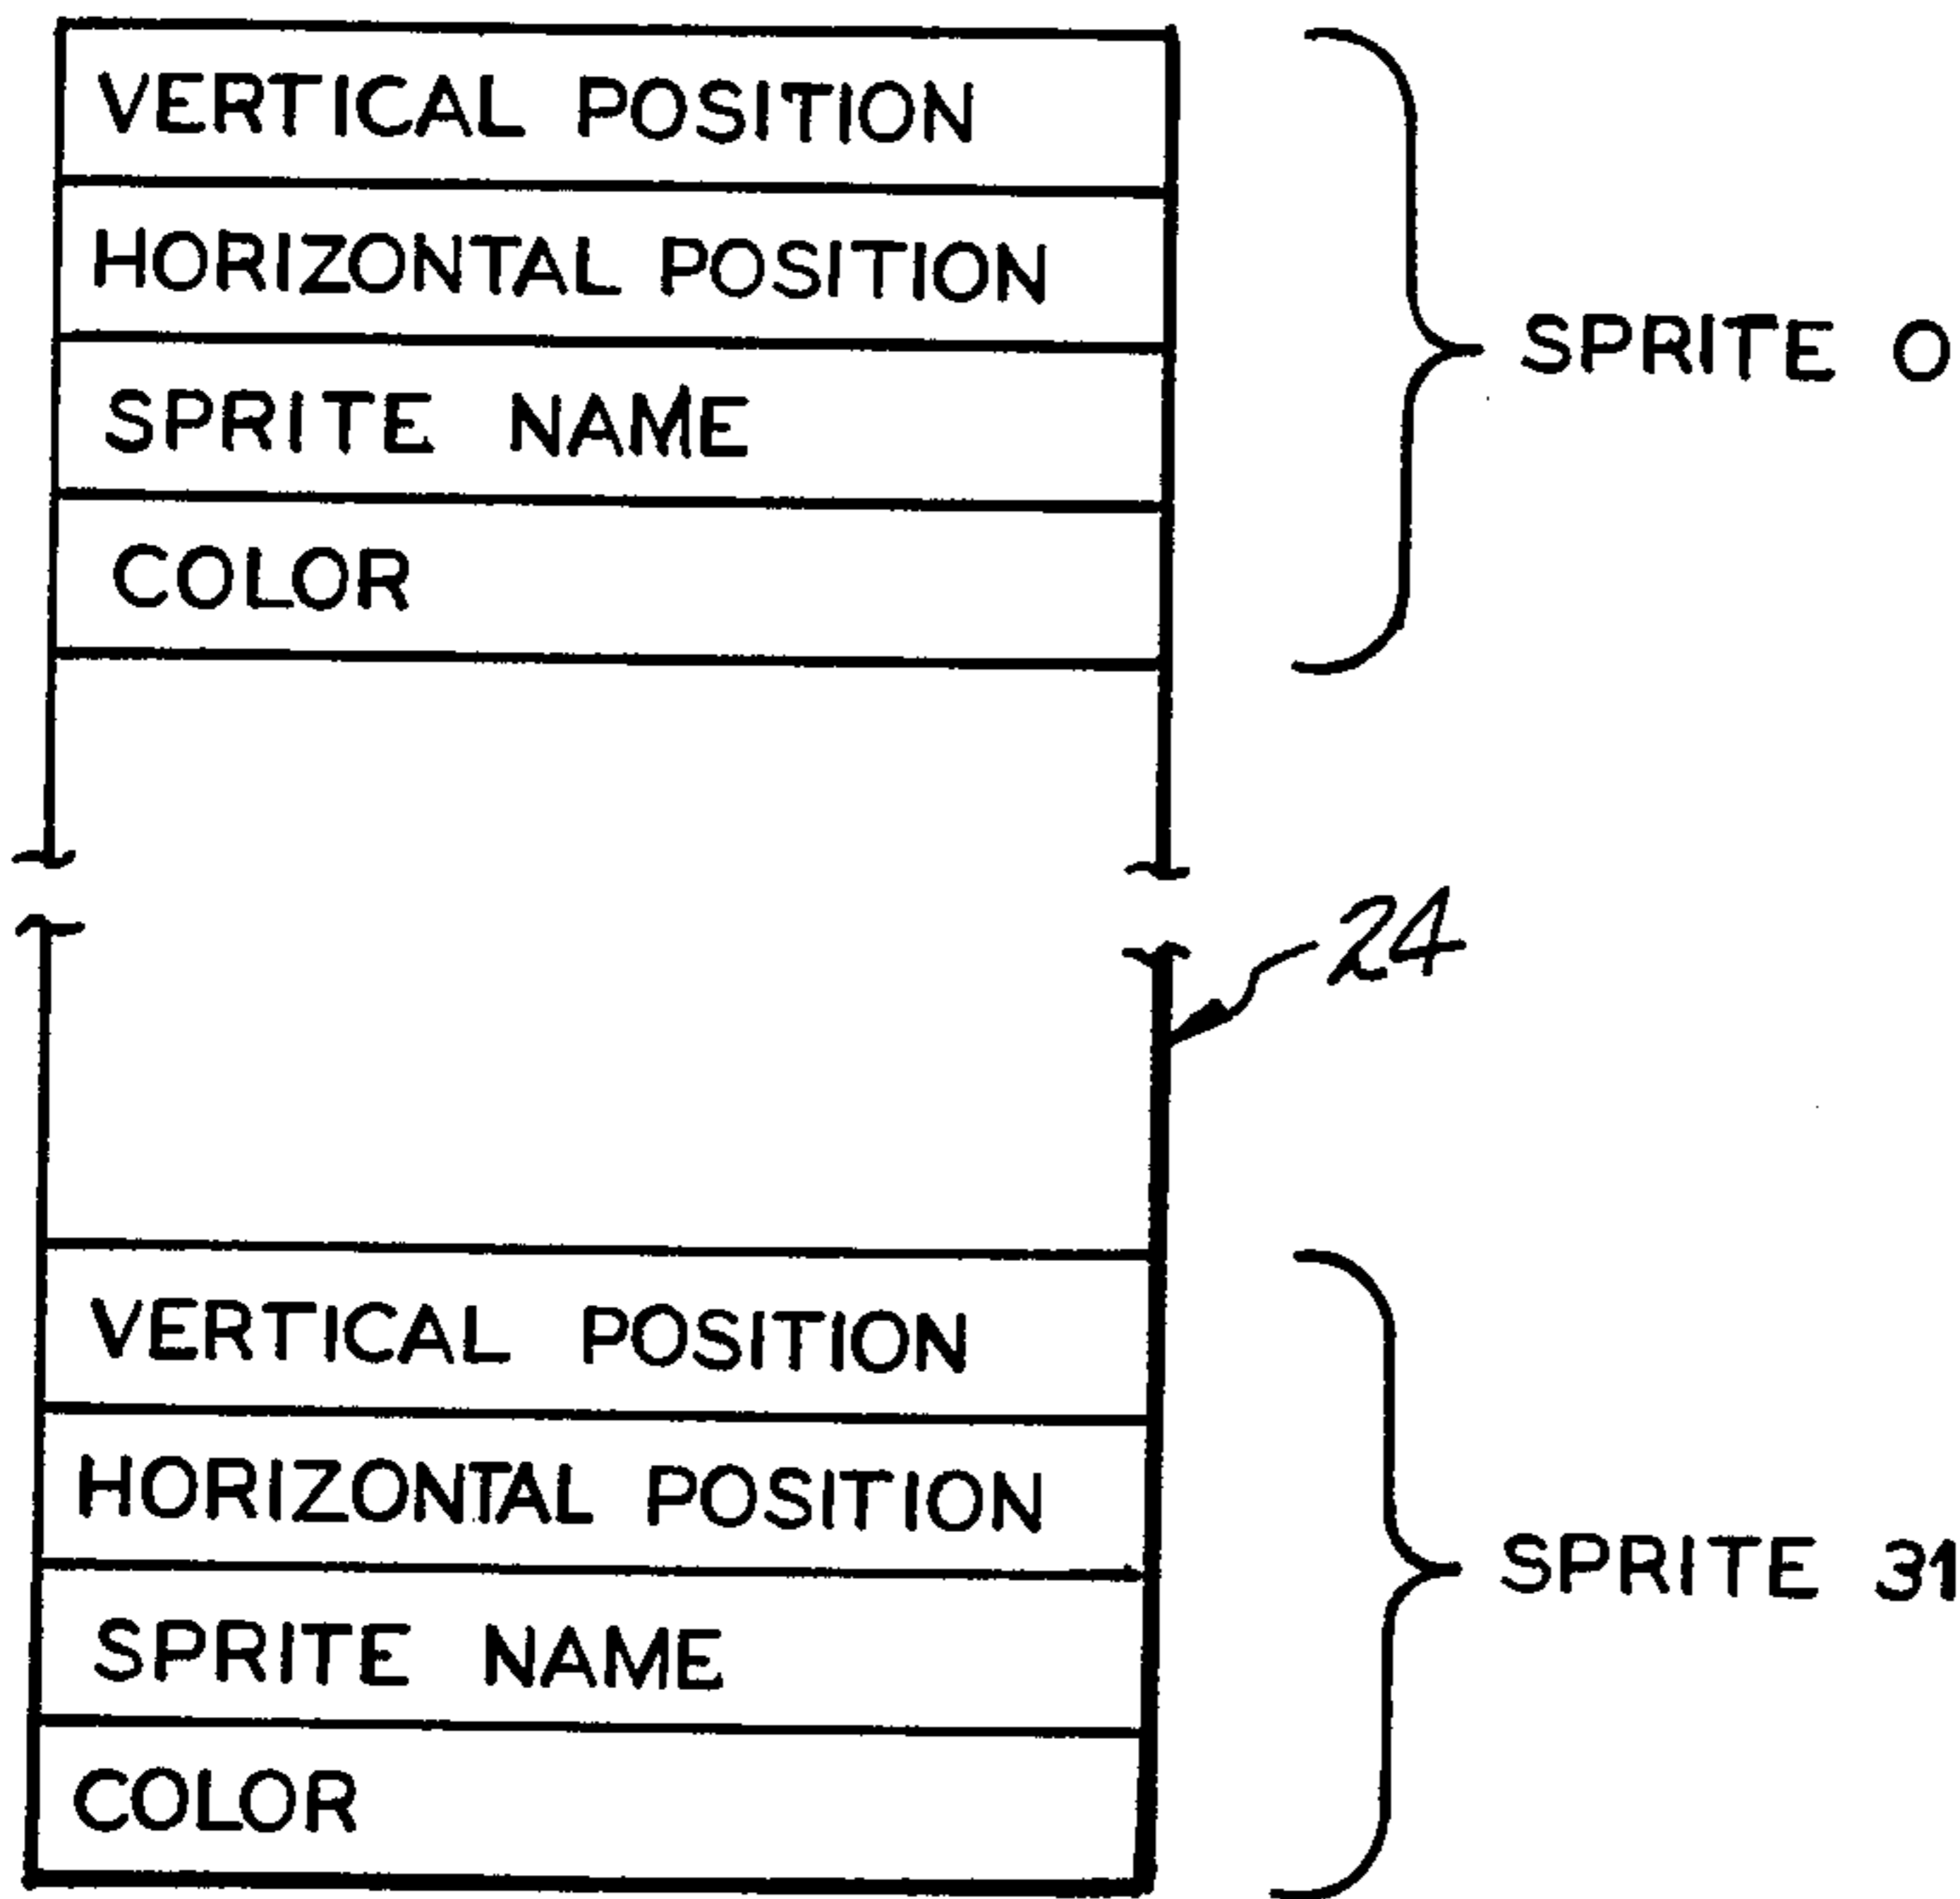 VERTICAL POSITION
HORIZONTAL POSITION
SPRITE 0
SPRITE NAME
COLOR
24
VERTICAL POSITION
HORIZONTAL POSITION
SPRITE 31
SPRITE NAME
COLOR